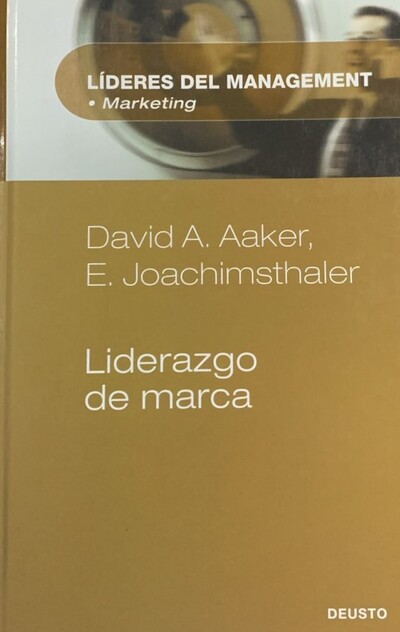 LÍDERES DEL MANAGEMENT
• Marketing
David A. Aaker,
E. Joachimsthaler
Liderazgo
de marca
DEUSTO